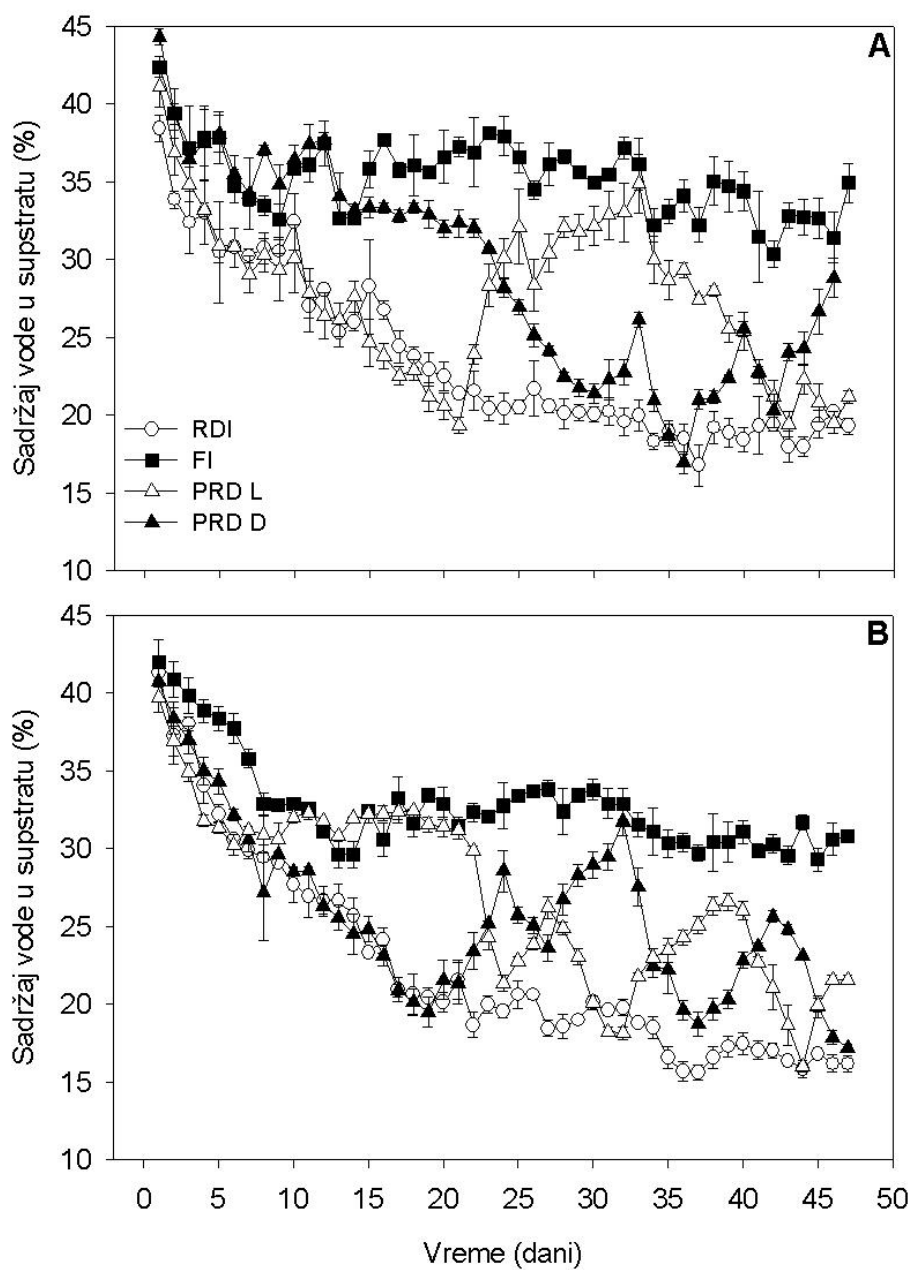 A
45
40
35
30
25
20
15
10
Sadržaj vode u supstratu (%)
RDI
FI
PRD L
PRD D
B
45
40
35
30
25
20
15
10
Sadržaj vode u supstratu (%)
0 5 10 15 20 25 30 35 40 45 50
Vreme (dani)